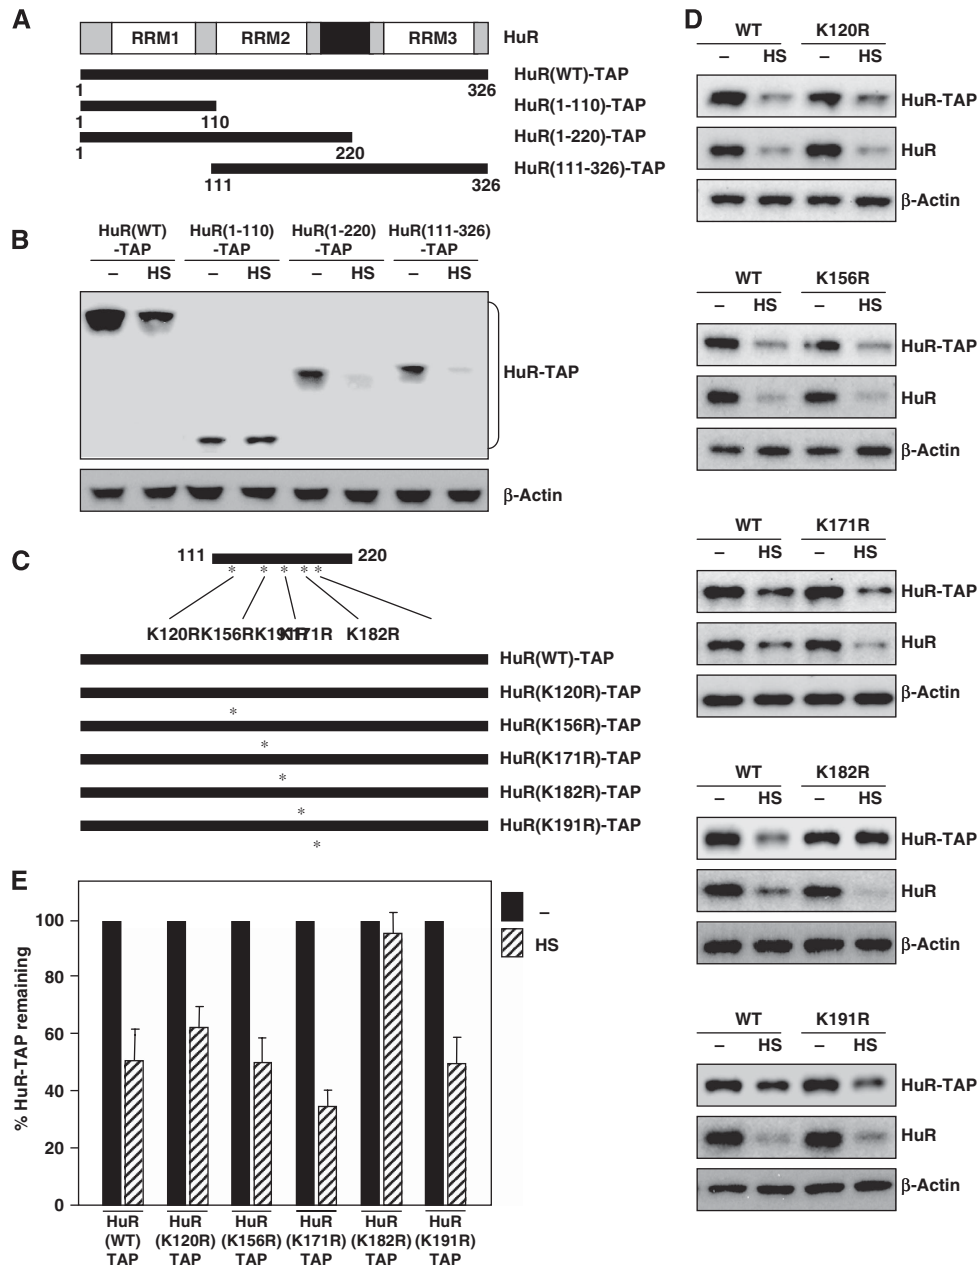 A
RRM1 RRM2 RRM3 HuR
HuR(WT)-TAP
1 326
HuR(1-110)-TAP
1 110
HuR(1-220)-TAP
1 220
HuR(111-326)-TAP
111 326
B
HuR(WT) HuR(1-110) HuR(1-220) HuR(111-326)
-TAP -TAP -TAP -TAP
– HS – HS – HS – HS
HuR-TAP
β-Actin
C
111 220
* * * * *
K120R K156R K191R K171R K182R
HuR(WT)-TAP
HuR(K120R)-TAP
*
HuR(K156R)-TAP
*
HuR(K171R)-TAP
*
HuR(K182R)-TAP
*
HuR(K191R)-TAP
*
D
WT K120R
– HS – HS
HuR-TAP
HuR
β-Actin
WT K156R
– HS – HS
HuR-TAP
HuR
β-Actin
WT K171R
– HS – HS
HuR-TAP
HuR
β-Actin
WT K182R
– HS – HS
HuR-TAP
HuR
β-Actin
WT K191R
– HS – HS
HuR-TAP
HuR
β-Actin
E
% HuR-TAP remaining
100
80
60
40
20
0
–
HS
HuR HuR HuR HuR HuR HuR
(WT) (K120R) (K156R) (K171R) (K182R) (K191R)
TAP TAP TAP TAP TAP TAP